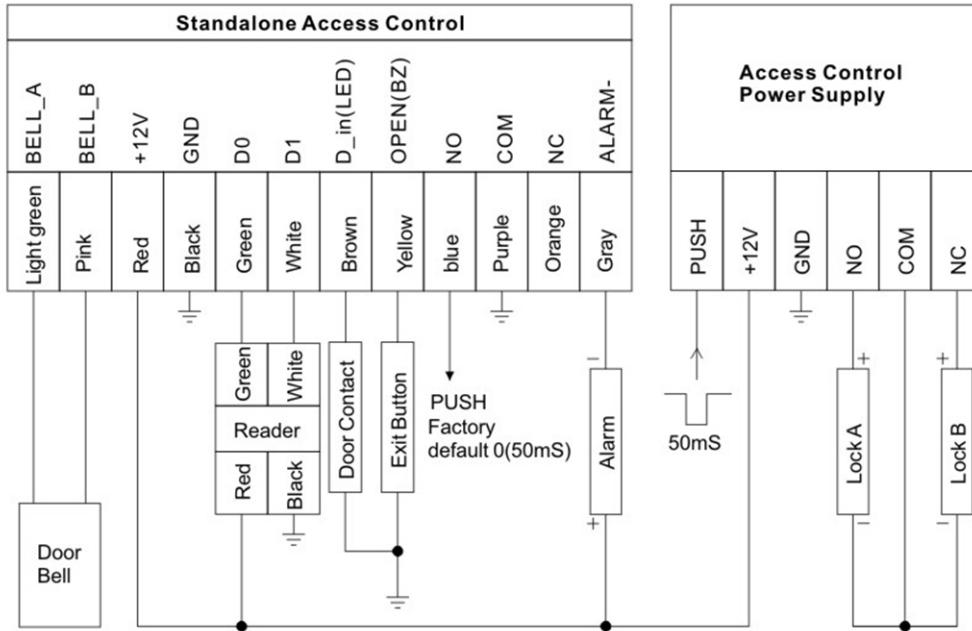 Standalone Access Control
BELL_A
BELL_B
+12V
GND
D0
D1
D_in(LED)
OPEN(BZ)
NO
COM
NC
ALARM-
Light green
Pink
Red
Black
Green
White
Brown
Yellow
blue
Purple
Orange
Gray
Access Control
Power Supply
PUSH
+12V
GND
NO
COM
NC
Green
White
Reader
Red
Black
Door Contact
Exit Button
PUSH
Factory
default 0(50mS)
−
Alarm
+
50mS
+
Lock A
−
+
Lock B
−
Door
Bell